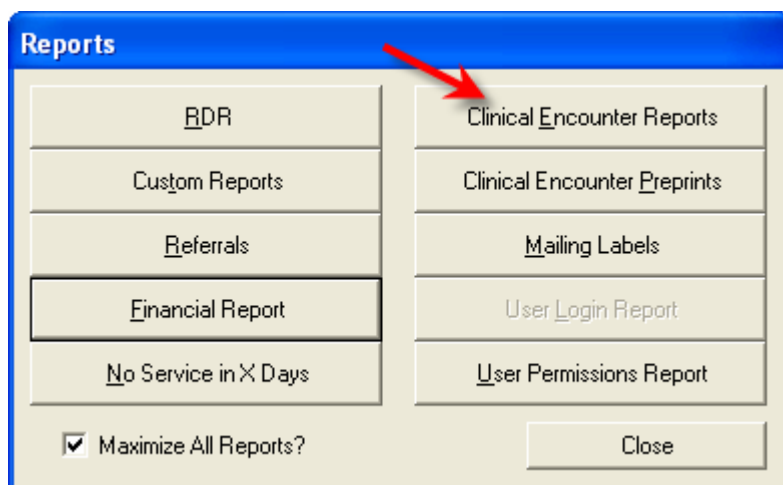 Reports
RDR
Clinical Encounter Reports
Custom Reports
Clinical Encounter Preprints
Referrals
Mailing Labels
Financial Report
User Login Report
No Service in X Days
User Permissions Report
Maximize All Reports?
Close